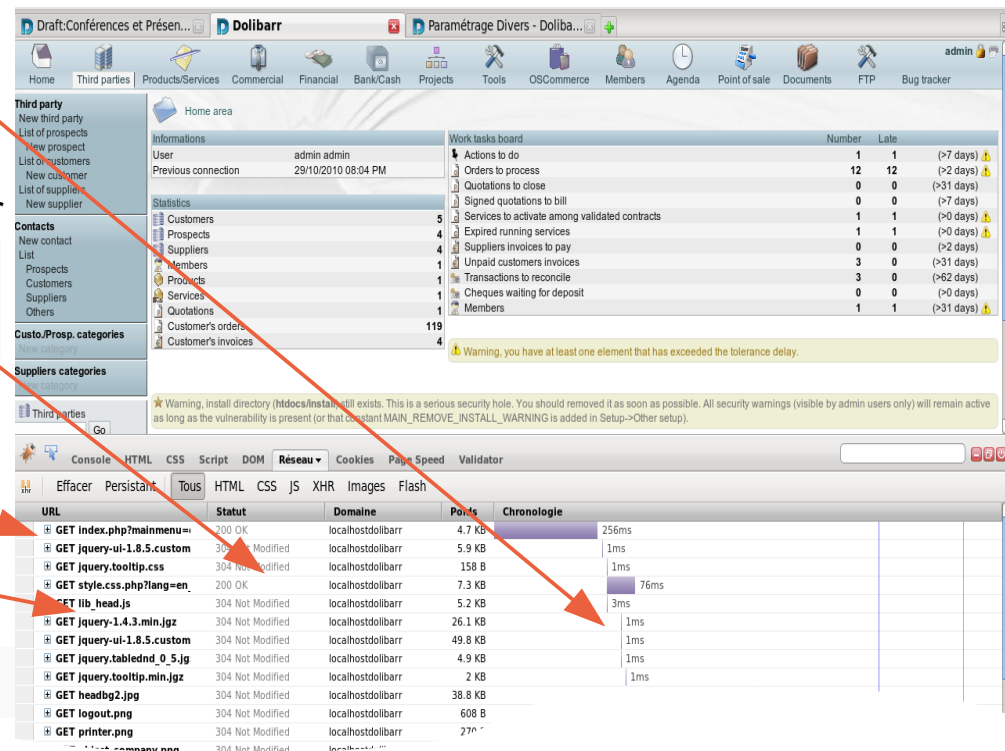 Draft:Conférences et Présen... Dolibarr Paramétrage Divers - Doliba...
Home Third parties Products/Services Commercial Financial Bank/Cash Projects Tools OSCommerce Members Agenda Point of sale Documents FTP Bug tracker admin
Third party
New third party
List of prospects
New prospect
List of customers
New customer
List of suppliers
New supplier
Contacts
New contact
List
Prospects
Customers
Suppliers
Others
Custo./Prosp. categories
New category
Suppliers categories
New category
Third parties
Go
Home area
Informations
User admin admin
Previous connection 29/10/2010 08:04 PM
Statistics
Customers 5
Prospects 4
Suppliers 4
Members 1
Products 1
Services 1
Quotations 1
Customer's orders 119
Customer's invoices 4
Work tasks board Number Late
Actions to do 1 1 (>7 days)
Orders to process 12 12 (>2 days)
Quotations to close 0 0 (>31 days)
Signed quotations to bill 0 0 (>7 days)
Services to activate among validated contracts 1 1 (>0 days)
Expired running services 1 1 (>0 days)
Suppliers invoices to pay 0 0 (>2 days)
Unpaid customers invoices 3 0 (>31 days)
Transactions to reconcile 3 0 (>62 days)
Cheques waiting for deposit 0 0 (>0 days)
Members 1 1 (>31 days)
Warning, you have at least one element that has exceeded the tolerance delay.
Warning, install directory (htdocs/install) still exists. This is a serious security hole. You should removed it as soon as possible. All security warnings (visible by admin users only) will remain active
as long as the vulnerability is present (or that constant MAIN_REMOVE_INSTALL_WARNING is added in Setup->Other setup).
Console HTML CSS Script DOM Réseau Cookies Page Speed Validator
xhr Effacer Persistant Tous HTML CSS JS XHR Images Flash
URL Statut Domaine Poids Chronologie
GET index.php?mainmenu= 200 OK localhostdolibarr 4.7 KB 256ms
GET jquery-ui-1.8.5.custom 304 Not Modified localhostdolibarr 5.9 KB 1ms
GET jquery.tooltip.css 304 Not Modified localhostdolibarr 158 B 1ms
GET style.css.php?lang=en_ 200 OK localhostdolibarr 7.3 KB 76ms
GET lib_head.js 304 Not Modified localhostdolibarr 5.2 KB 3ms
GET jquery-1.4.3.min.jgz 304 Not Modified localhostdolibarr 26.1 KB 1ms
GET jquery-ui-1.8.5.custom 304 Not Modified localhostdolibarr 49.8 KB 1ms
GET jquery.tablednd_0_5.jg 304 Not Modified localhostdolibarr 4.9 KB 1ms
GET jquery.tooltip.min.jgz 304 Not Modified localhostdolibarr 2 KB 1ms
GET headbg2.jpg 304 Not Modified localhostdolibarr 38.8 KB
GET logout.png 304 Not Modified localhostdolibarr 608 B
GET printer.png 304 Not Modified localhostdolibarr
304 Not Modified